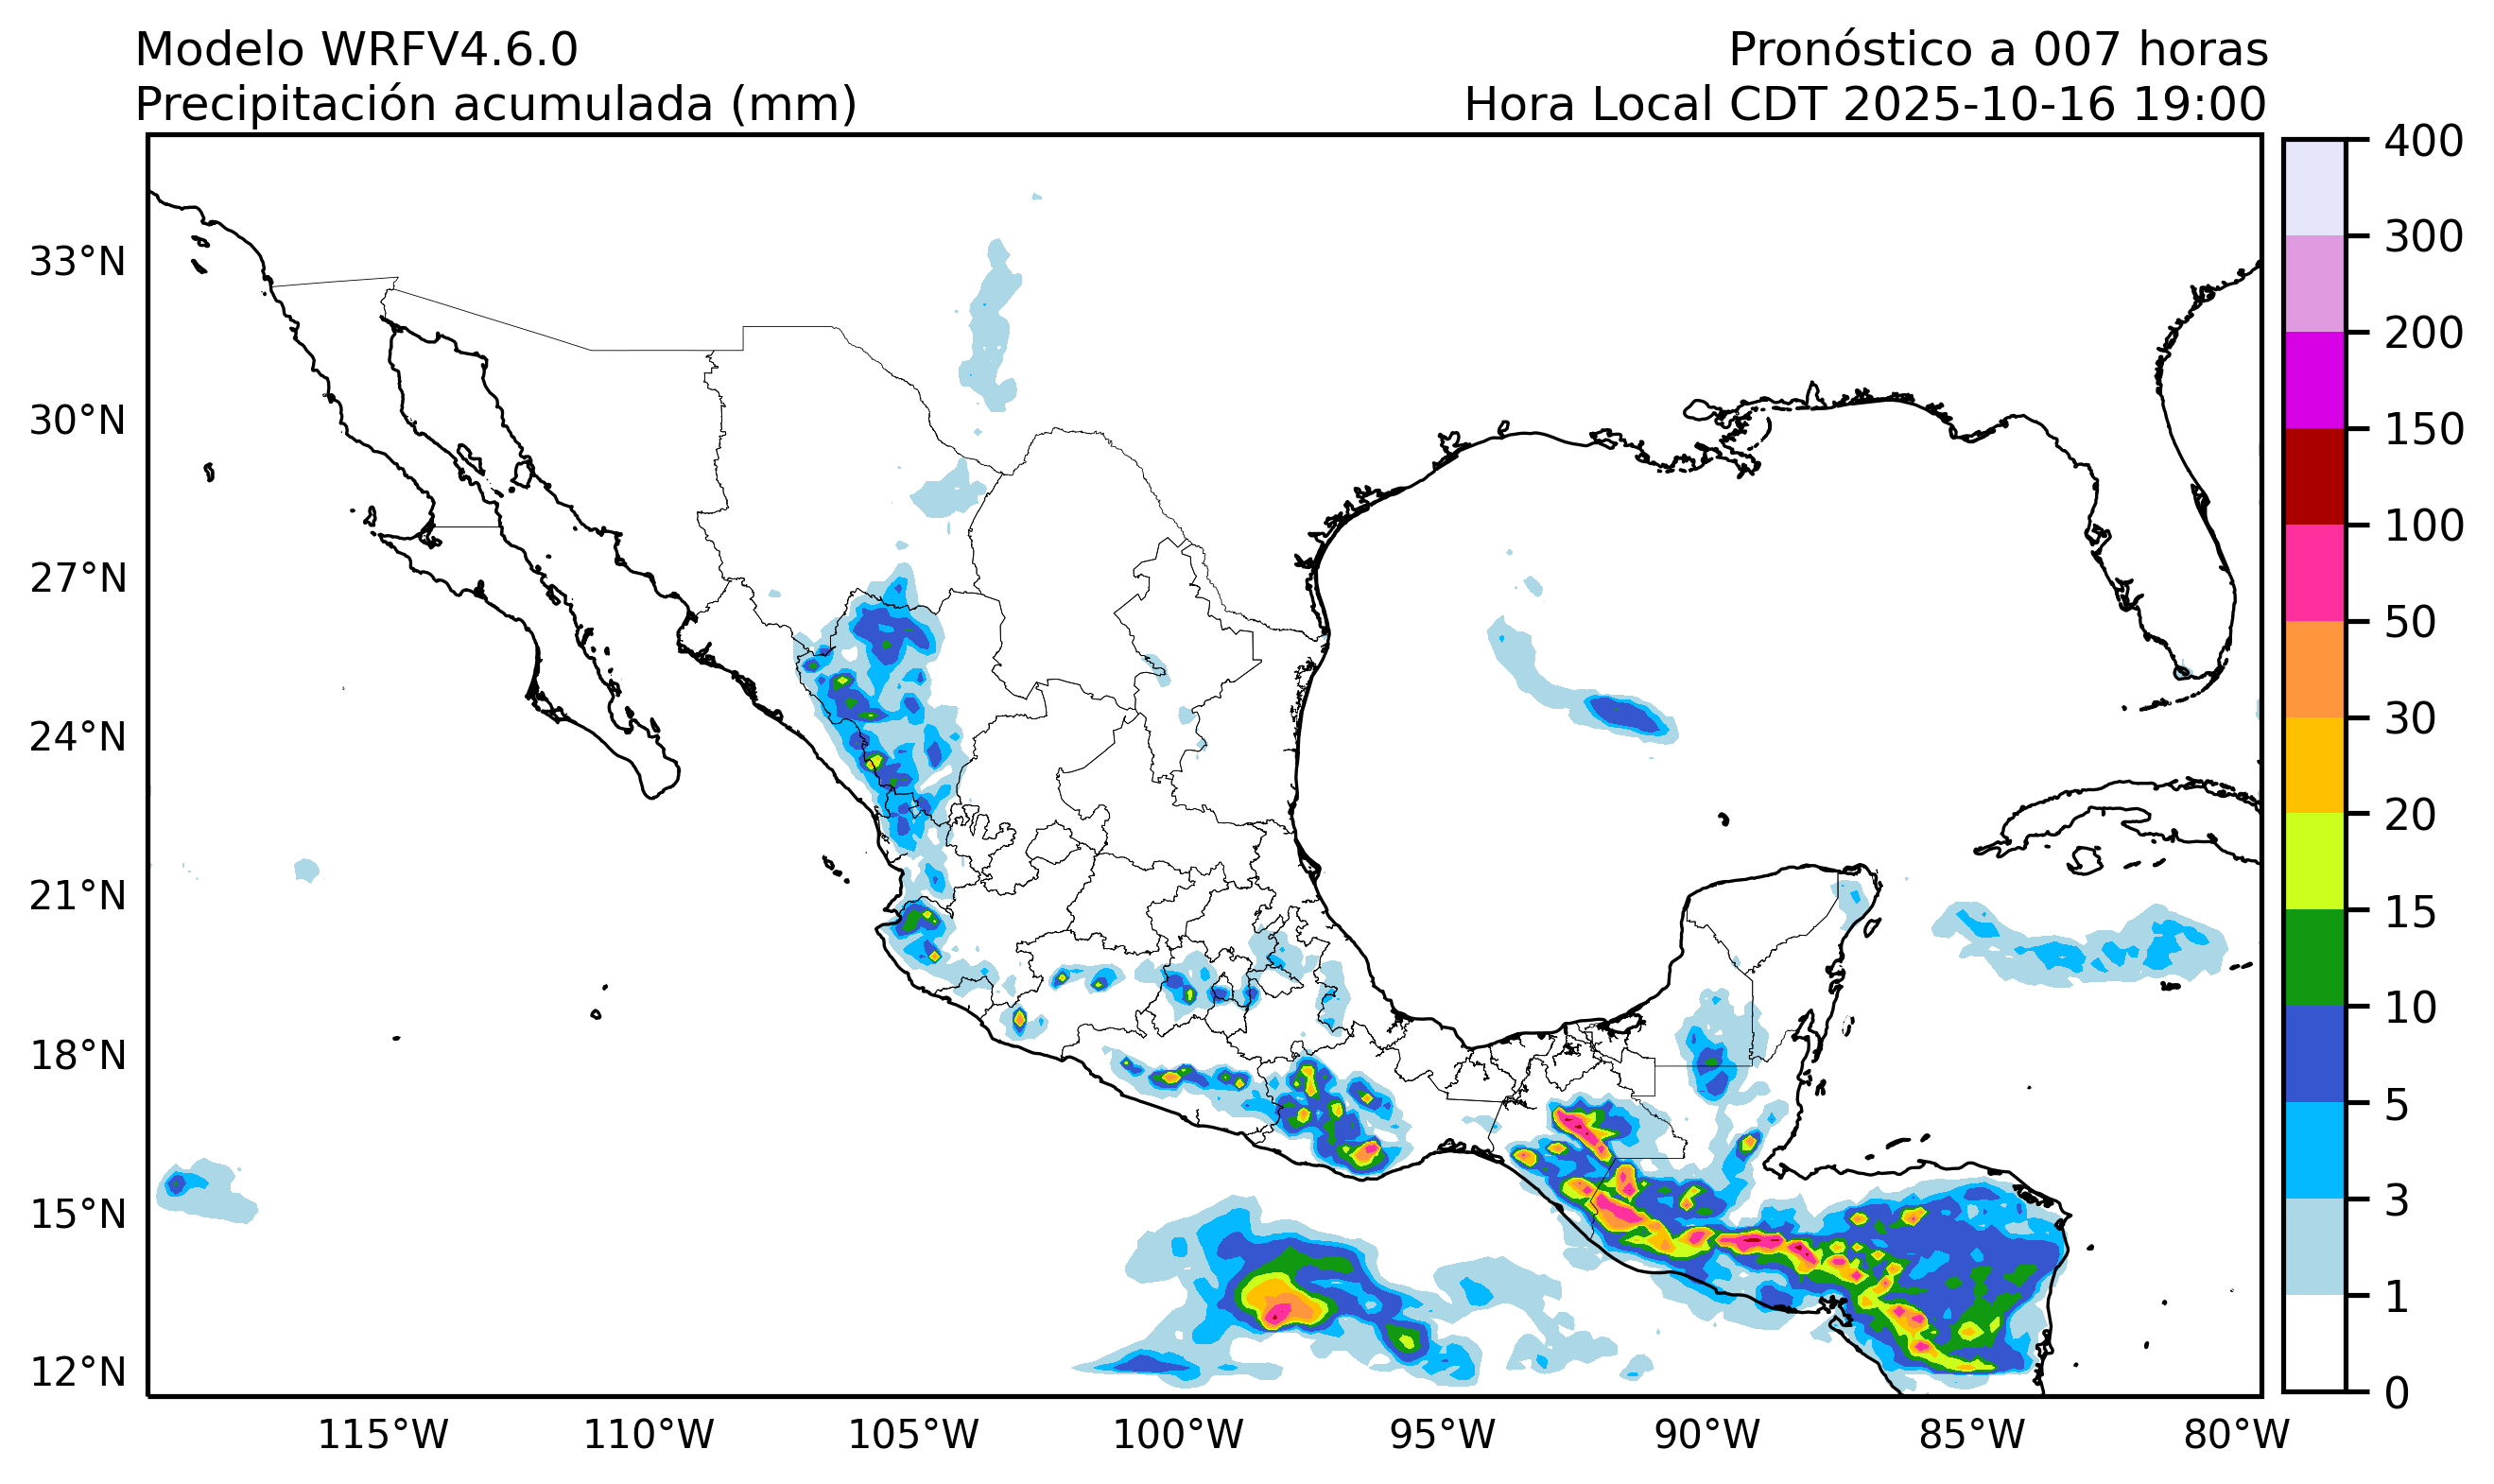 Modelo WRFV4.6.0
Pronóstico a 007 horas
Precipitación acumulada (mm)
Hora Local CDT 2025-10-16 19:00
33°N
30°N
27°N
24°N
21°N
18°N
15°N
12°N
115°W
110°W
105°W
100°W
95°W
90°W
85°W
80°W
400
300
200
150
100
50
30
20
15
10
5
3
1
0